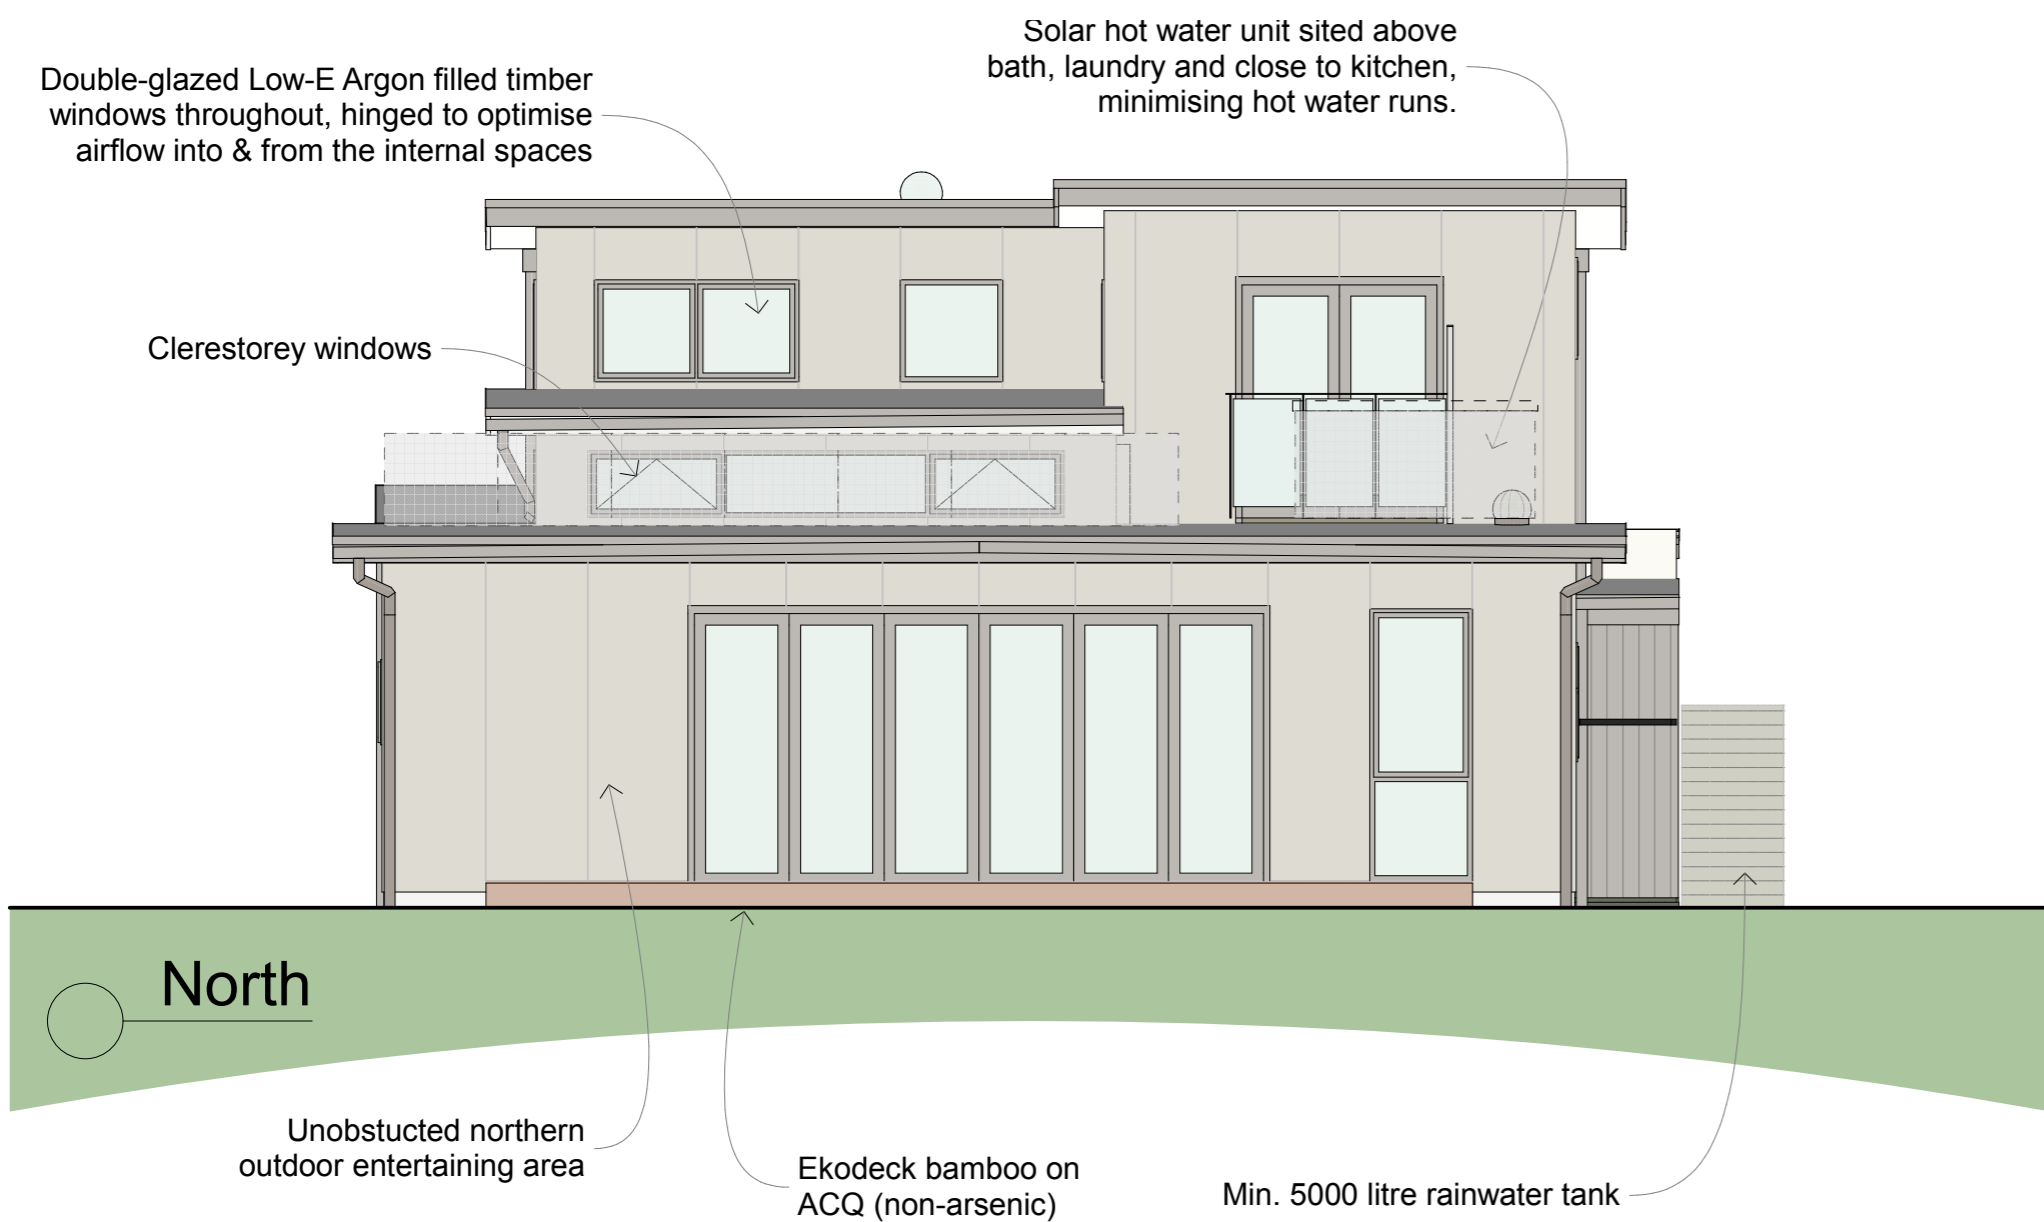 Double-glazed Low-E Argon filled timber
windows throughout, hinged to optimise
airflow into & from the internal spaces
Solar hot water unit sited above
bath, laundry and close to kitchen,
minimising hot water runs.
Clerestorey windows
North
Unobstucted northern
outdoor entertaining area
Ekodeck bamboo on
ACQ (non-arsenic)
Min. 5000 litre rainwater tank